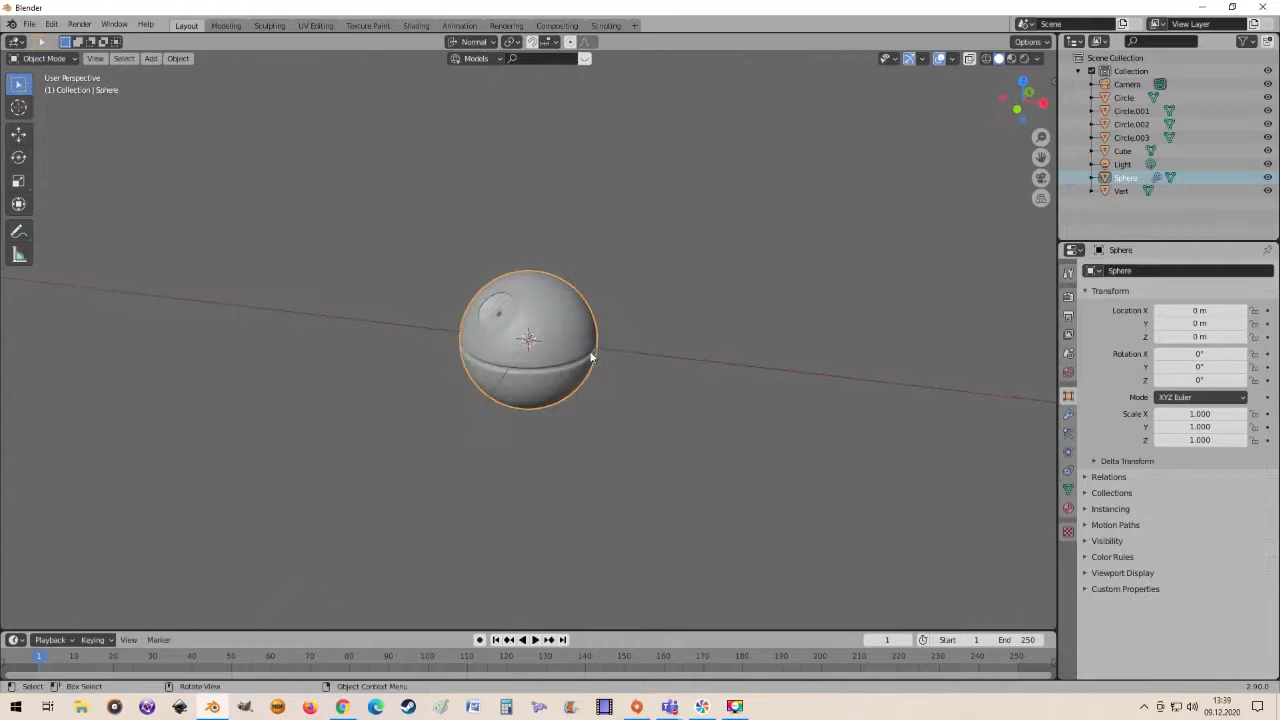 Blender
File Edit Render Window Help Layout Modeling Sculpting UV Editing Texture Paint Shading Animation Rendering Compositing Scripting + Scene View Layer
Normal Options
Object Mode View Select Add Object Models
User Perspective
(1) Collection | Sphere
Scene Collection
Collection
Camera
Circle
Circle.001
Circle.002
Circle.003
Cube
Light
Sphere
Vert
Sphere
Sphere
Transform
Location X 0 m
Y 0 m
Z 0 m
Rotation X 0°
Y 0°
Z 0°
Mode XYZ Euler
Scale X 1.000
Y 1.000
Z 1.000
Delta Transform
Relations
Collections
Instancing
Motion Paths
Visibility
Color Rules
Viewport Display
Custom Properties
Playback Keying View Marker 1 Start 1 End 250
1 10 20 30 40 50 60 70 80 90 100 110 120 130 140 150 160 170 180 190 200 210 220 230 240 250
Select Box Select Rotate View Object Context Menu 2.90.0
13:39
09.12.2020